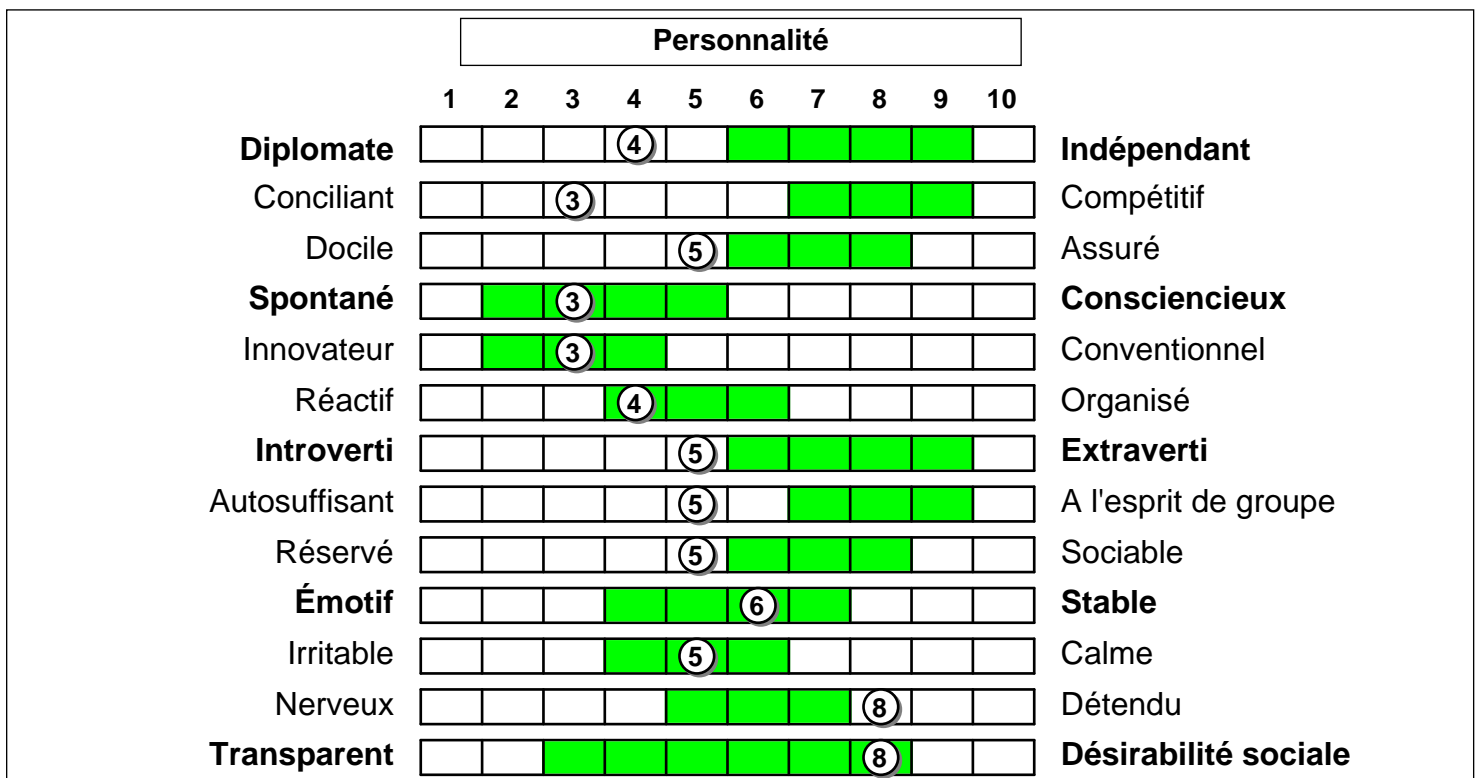 Personnalité
1 2 3 4 5 6 7 8 9 10
Diplomate 4 Indépendant
Conciliant 3 Compétitif
Docile 5 Assuré
Spontané 3 Consciencieux
Innovateur 3 Conventionnel
Réactif 4 Organisé
Introverti 5 Extraverti
Autosuffisant 5 A l'esprit de groupe
Réservé 5 Sociable
Émotif 6 Stable
Irritable 5 Calme
Nerveux 8 Détendu
Transparent 8 Désirabilité sociale